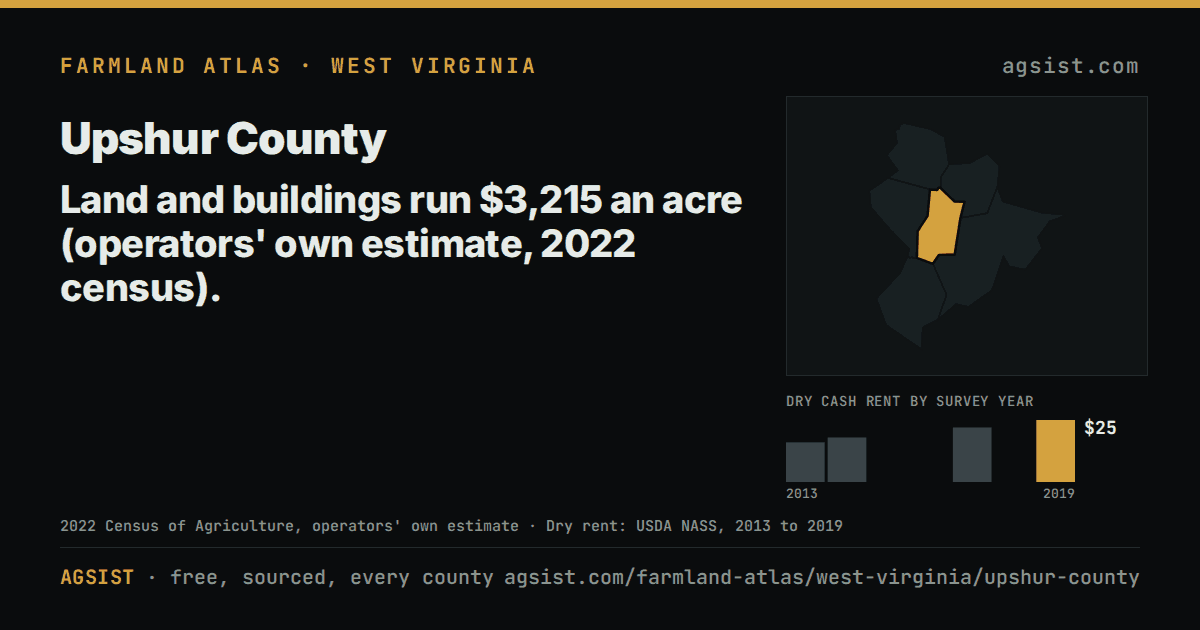 FARMLAND ATLAS · WEST VIRGINIA
agsist.com
Upshur County
Land and buildings run $3,215 an acre
(operators' own estimate, 2022
census).
DRY CASH RENT BY SURVEY YEAR
$25
2013
2019
2022 Census of Agriculture, operators' own estimate · Dry rent: USDA NASS, 2013 to 2019
AGSIST · free, sourced, every county
agsist.com/farmland-atlas/west-virginia/upshur-county